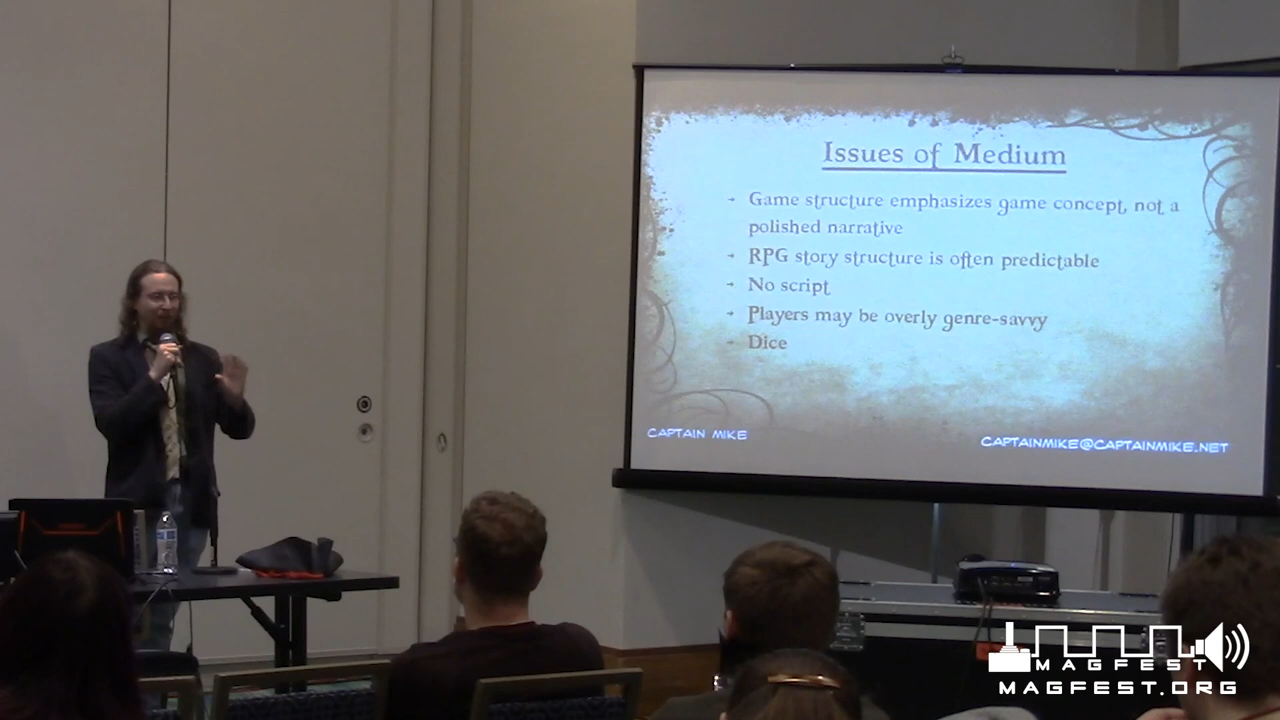 Issues of Medium
Game structure emphasizes game concept, not a
polished narrative
RPG story structure is often predictable
No script
Players may be overly genre-savvy
Dice
CAPTAIN MIKE
CAPTAINMIKE@CAPTAINMIKE.NET
MAGFEST
MAGFEST.ORG